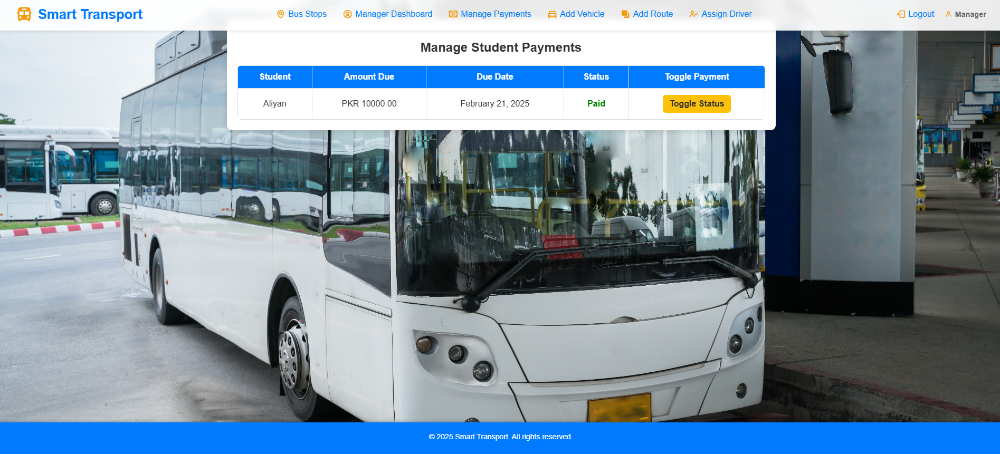 Smart Transport
Bus Stops Manager Dashboard Manage Payments Add Vehicle Add Route Assign Driver
Logout Manager
Manage Student Payments
Student Amount Due Due Date Status Toggle Payment
Aliyan PKR 10000.00 February 21, 2025 Paid Toggle Status
© 2025 Smart Transport. All rights reserved.